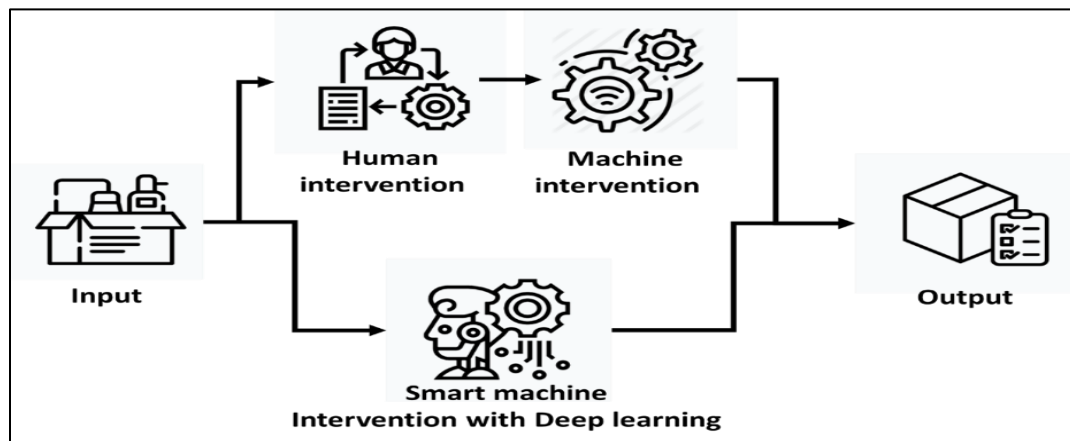 Human
intervention
Machine
intervention
Input
Output
Smart machine
Intervention with Deep learning